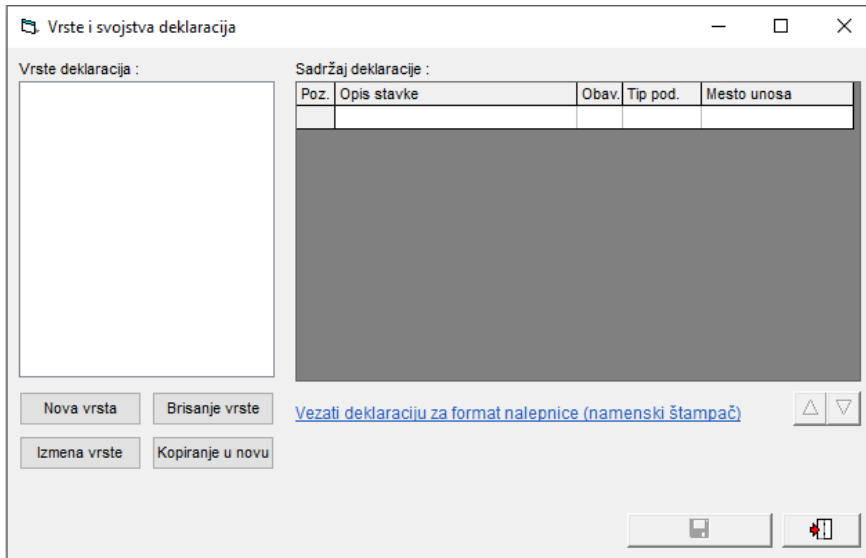 Vrste i svojstva deklaracija
Vrste deklaracija :
Sadržaj deklaracije :
Poz. Opis stavke Obav. Tip pod. Mesto unosa
Nova vrsta
Brisanje vrste
Izmena vrste
Kopiranje u novu
Vezati deklaraciju za format nalepnice (namenski štampač)